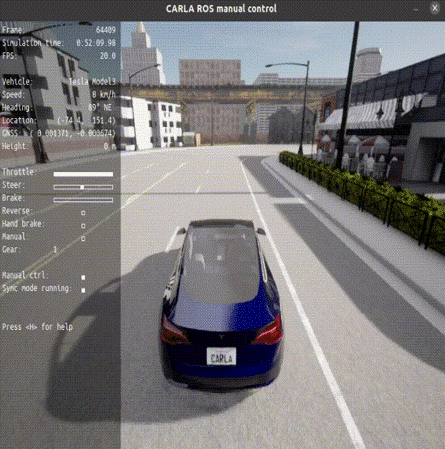 CARLA ROS manual control
Frame: 64409
Simulation time: 0:52:09.98
FPS: 20.0
Vehicle: Tesla Model3
Speed: 8 km/h
Heading: 89° NE
Location: (-74.4, 151.4)
GNSS: ( 0.001371, -0.000674)
Height: 0 m
Throttle:
Steer:
Brake:
Reverse:
Hand brake:
Manual:
Gear: 1
Manual ctrl:
Sync mode running:
Press <H> for help
CARLA